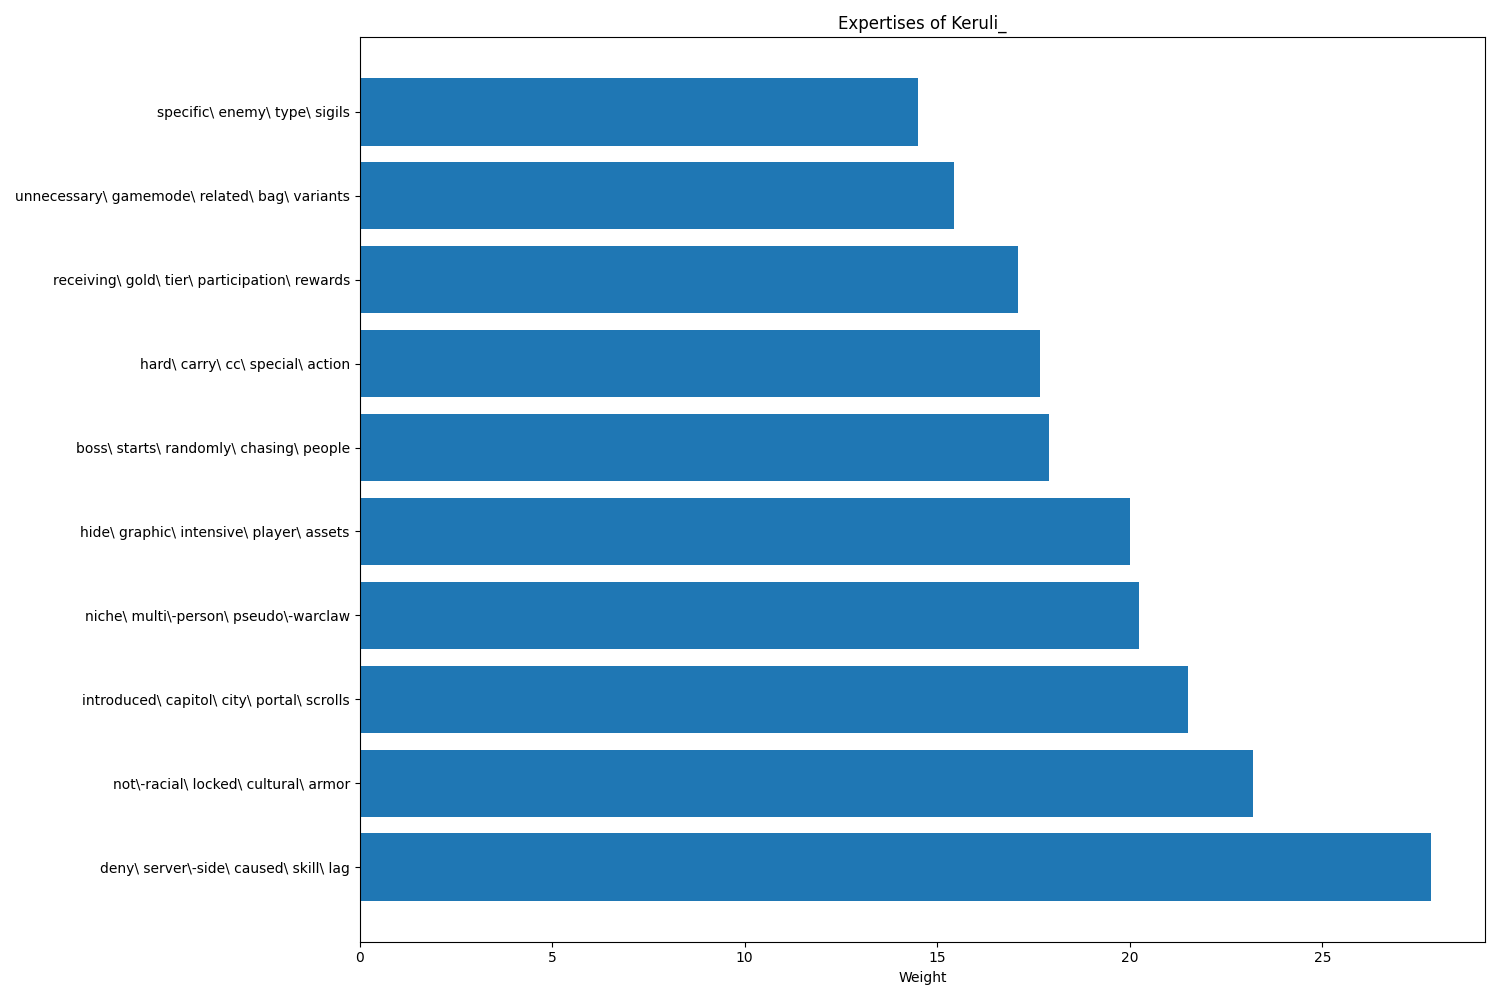 Expertises of Keruli_
specific\ enemy\ type\ sigils
unnecessary\ gamemode\ related\ bag\ variants
receiving\ gold\ tier\ participation\ rewards
hard\ carry\ cc\ special\ action
boss\ starts\ randomly\ chasing\ people
hide\ graphic\ intensive\ player\ assets
niche\ multi\-person\ pseudo\-warclaw
introduced\ capitol\ city\ portal\ scrolls
not\-racial\ locked\ cultural\ armor
deny\ server\-side\ caused\ skill\ lag
0 5 10 15 20 25
Weight